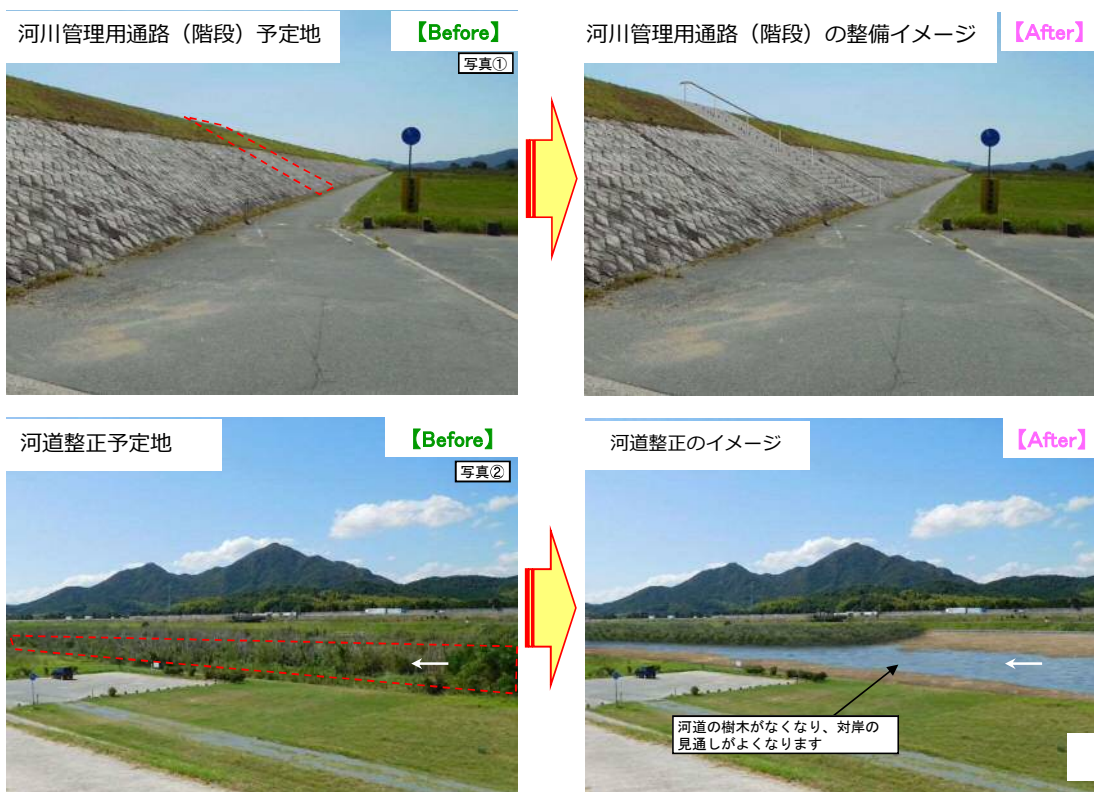 河川管理用通路（階段）予定地
【Before】
写真①
河川管理用通路（階段）の整備イメージ
【After】
河道整正予定地
【Before】
写真②
河道整正のイメージ
【After】
河道の樹木がなくなり、対岸の
見通しがよくなります